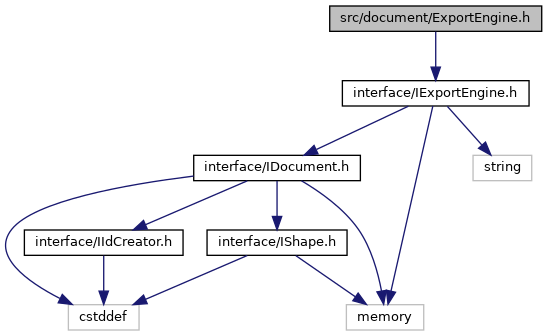 src/document/ExportEngine.h
interface/IExportEngine.h
interface/IDocument.h
string
interface/IIdCreator.h
interface/IShape.h
cstddef
memory